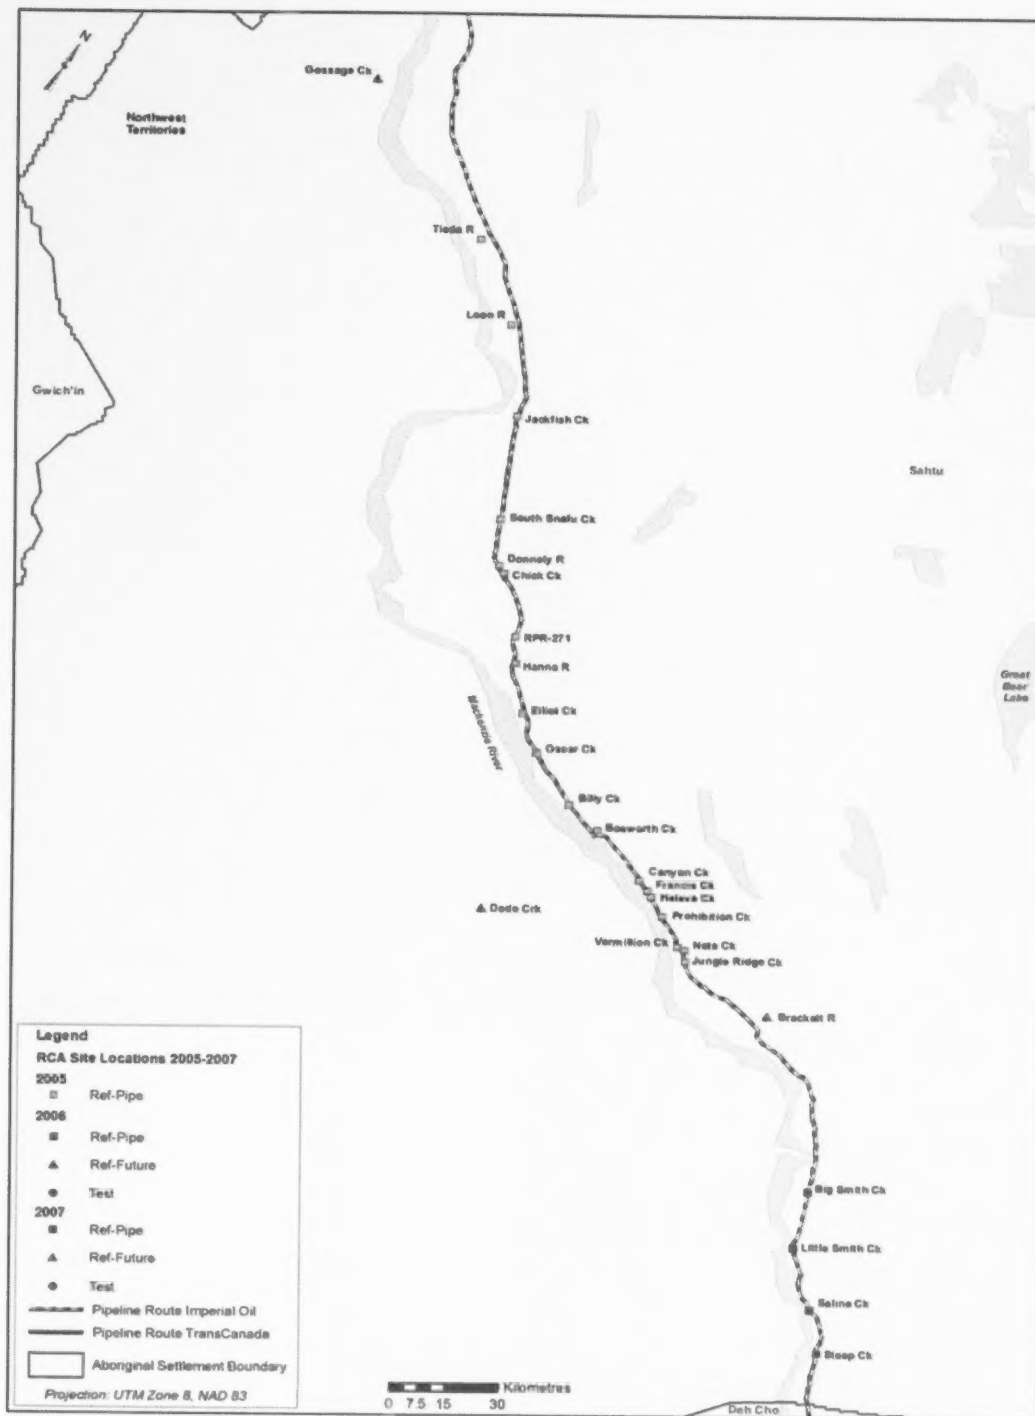 N
Gossage Ck
Northwest
Territories
Tieda R
Loon R
Gwich'in
Jackfish Ck
Sahtu
South Snafu Ck
Donnely R
Chick Ck
RPR-271
Hanna R
Great
Bear
Lake
Elliot Ck
Mackenzie River
Oscar Ck
Billy Ck
Bosworth Ck
Canyon Ck
Francis Ck
Helava Ck
Dodo Crk
Prohibition Ck
Vermillion Ck
Nota Ck
Jungle Ridge Ck
Brackett R
Legend
RCA Site Locations 2005-2007
2005
Ref-Pipe
2006
Ref-Pipe
Ref-Future
Test
2007
Ref-Pipe
Ref-Future
Test
Pipeline Route Imperial Oil
Pipeline Route TransCanada
Aboriginal Settlement Boundary
Projection: UTM Zone 8, NAD 83
Big Smith Ck
Little Smith Ck
Saline Ck
Steep Ck
Kilometres
0 7.5 15 30
Deh Cho